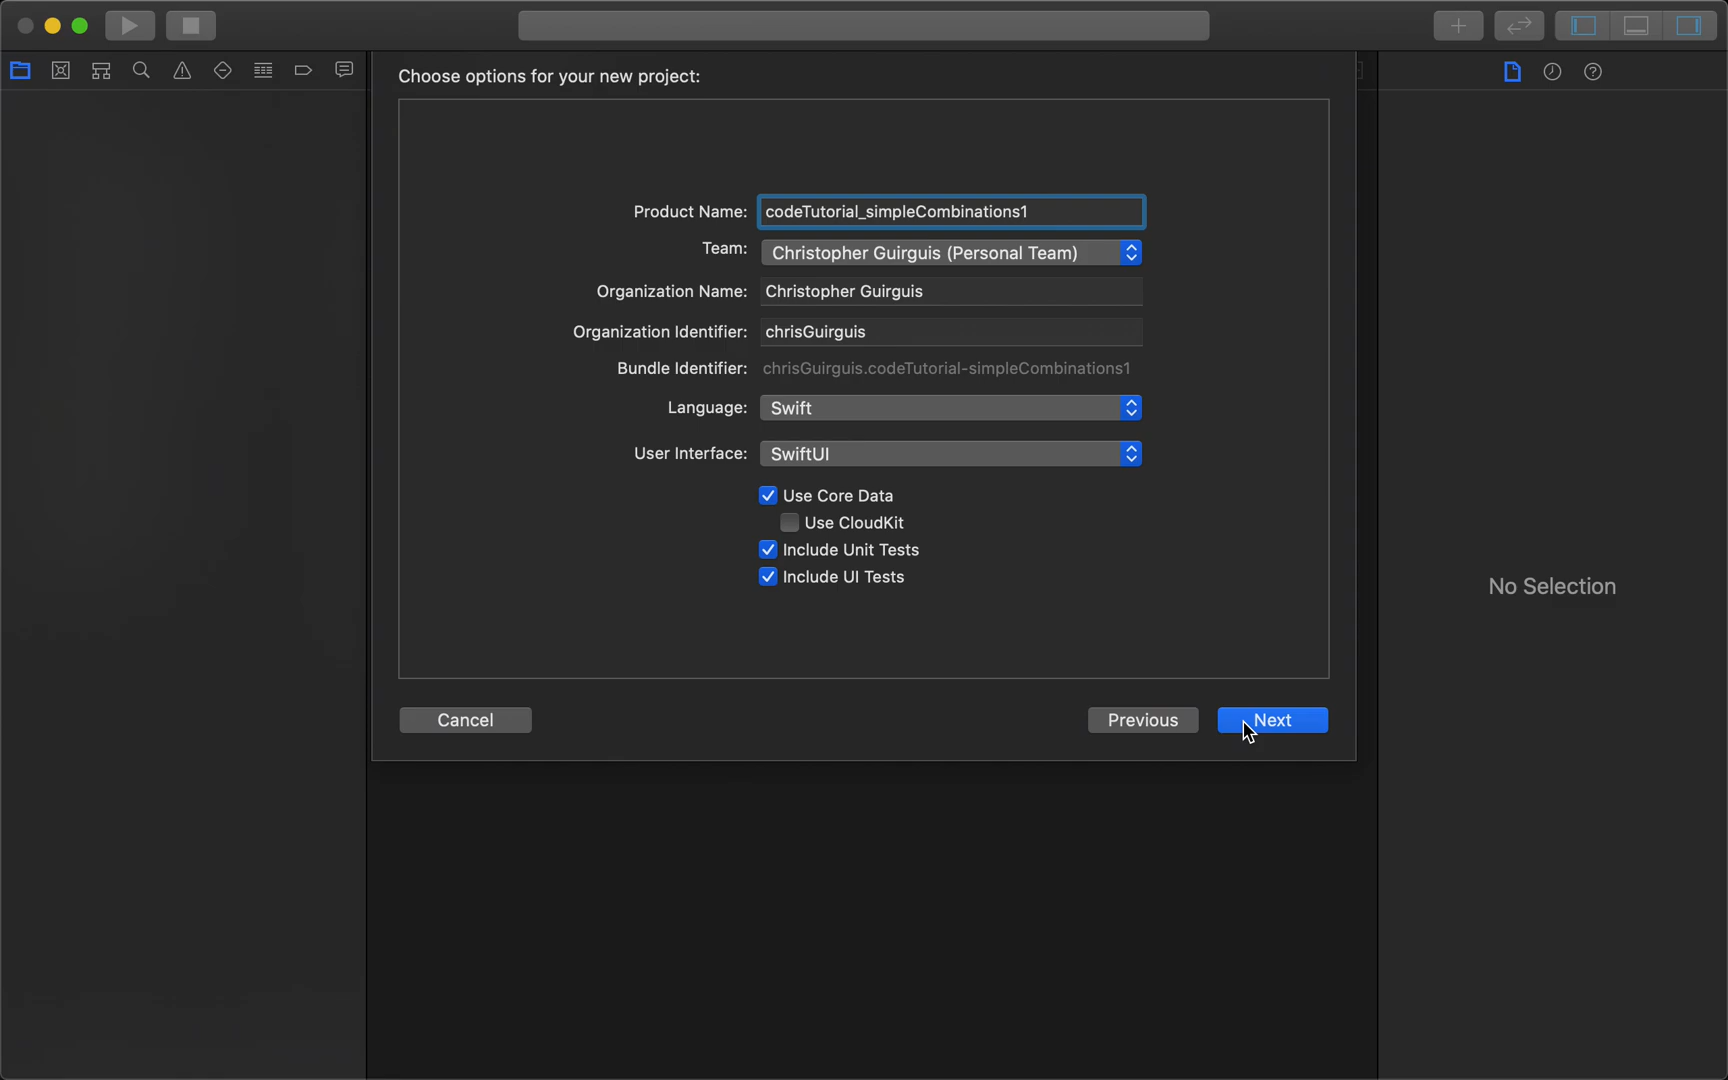 Choose options for your new project:
Product Name: codeTutorial_simpleCombinations1
Team: Christopher Guirguis (Personal Team)
Organization Name: Christopher Guirguis
Organization Identifier: chrisGuirguis
Bundle Identifier: chrisGuirguis.codeTutorial-simpleCombinations1
Language: Swift
User Interface: SwiftUI
Use Core Data
Use CloudKit
Include Unit Tests
Include UI Tests
No Selection
Cancel Previous Next